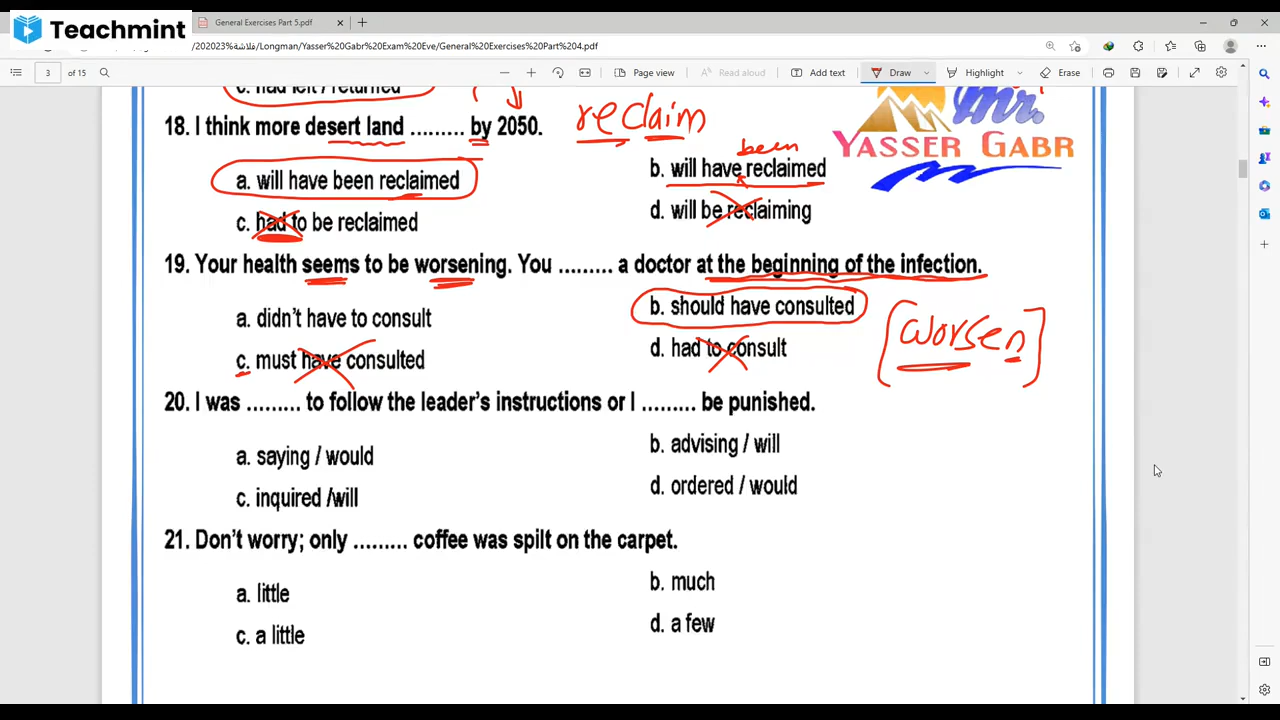 Teachmint
General Exercises Part 5.pdf
/202023%فلاشة/Longman/Yasser%20Gabr%20Exam%20Eve/General%20Exercises%20Part%204.pdf
3 of 15
Page view
Read aloud
Add text
Draw
Highlight
Erase
c. had left / returned
18. I think more desert land ......... by 2050.
reclaim
Mr.
YASSER GABR
been
a. will have been reclaimed
b. will have reclaimed
c. had to be reclaimed
d. will be reclaiming
19. Your health seems to be worsening. You ......... a doctor at the beginning of the infection.
a. didn't have to consult
b. should have consulted
c. must have consulted
d. had to consult
[worsen]
20. I was ......... to follow the leader's instructions or I ......... be punished.
a. saying / would
b. advising / will
c. inquired /will
d. ordered / would
21. Don't worry; only ......... coffee was spilt on the carpet.
a. little
b. much
c. a little
d. a few